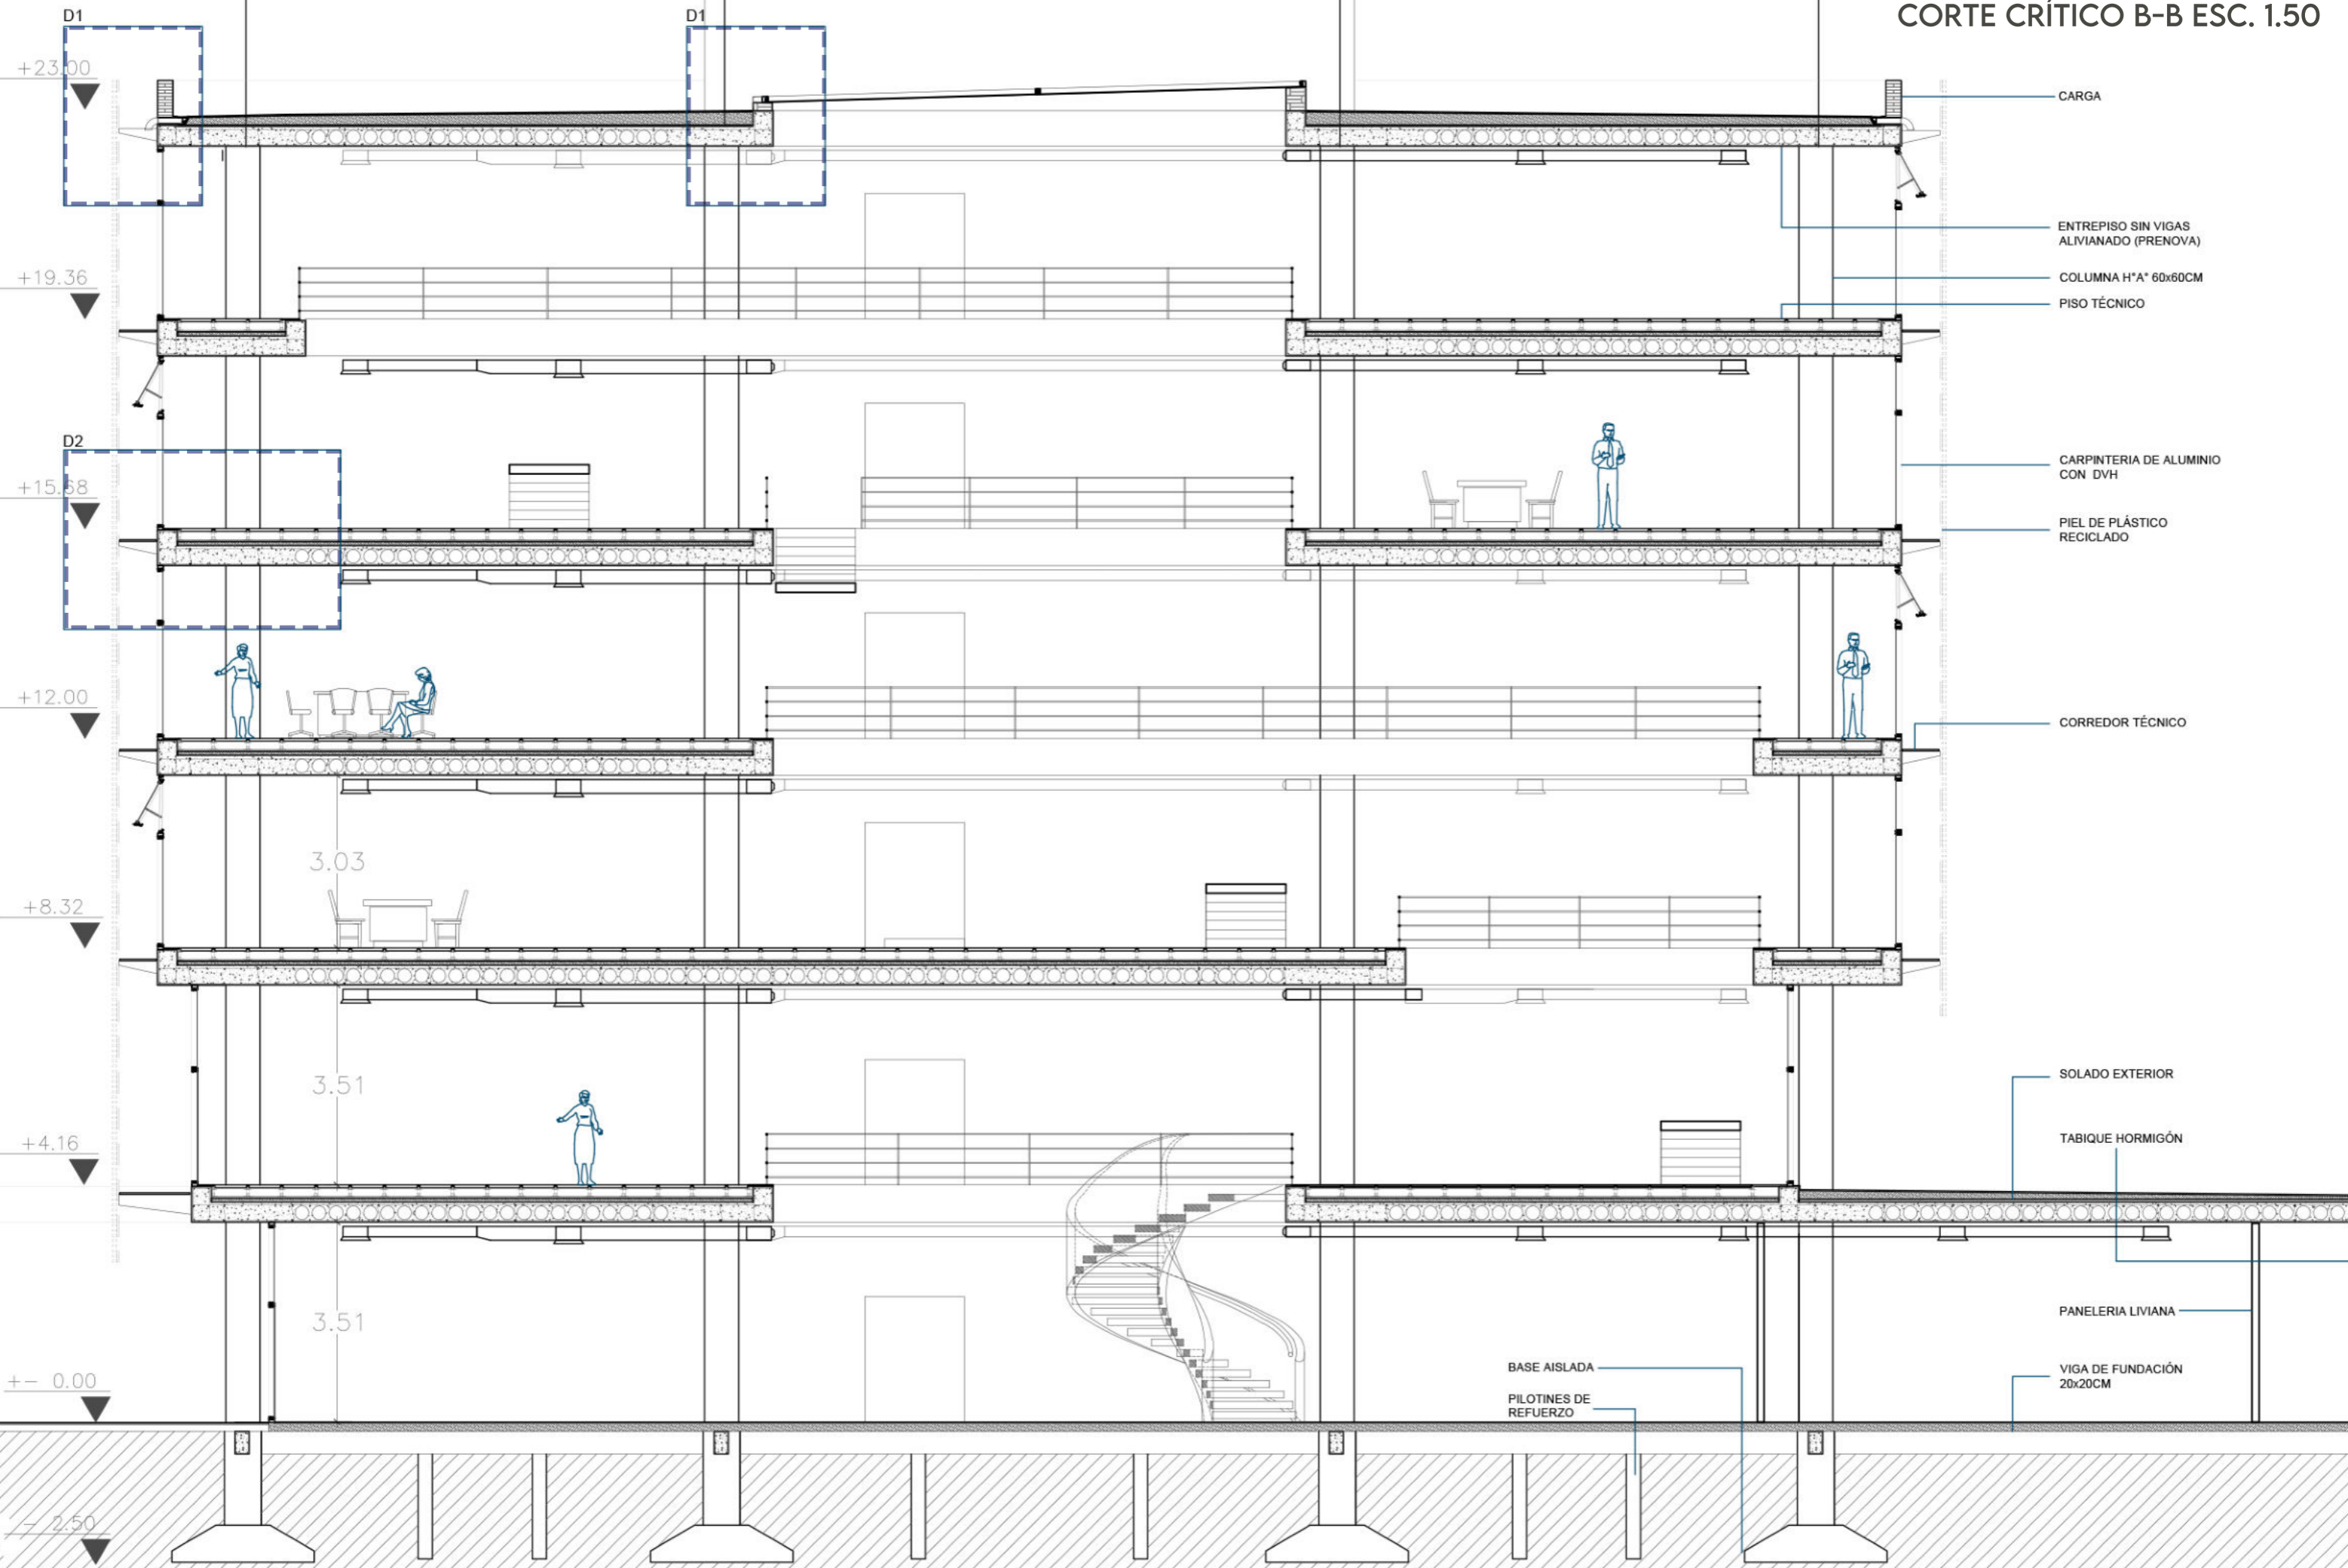 CORTE CRÍTICO B-B ESC. 1.50
D1
D1
+23.00
CARGA
ENTREPISO SIN VIGAS
ALIVIANADO (PRENOVA)
+19.36
COLUMNA H°A° 60x60CM
PISO TÉCNICO
D2
CARPINTERIA DE ALUMINIO
CON DVH
+15.68
PIEL DE PLÁSTICO
RECICLADO
+12.00
CORREDOR TÉCNICO
3.03
+8.32
SOLADO EXTERIOR
3.51
+4.16
TABIQUE HORMIGÓN
PANELERIA LIVIANA
3.51
BASE AISLADA
VIGA DE FUNDACIÓN
20x20CM
+- 0.00
PILOTINES DE
REFUERZO
- 2.50